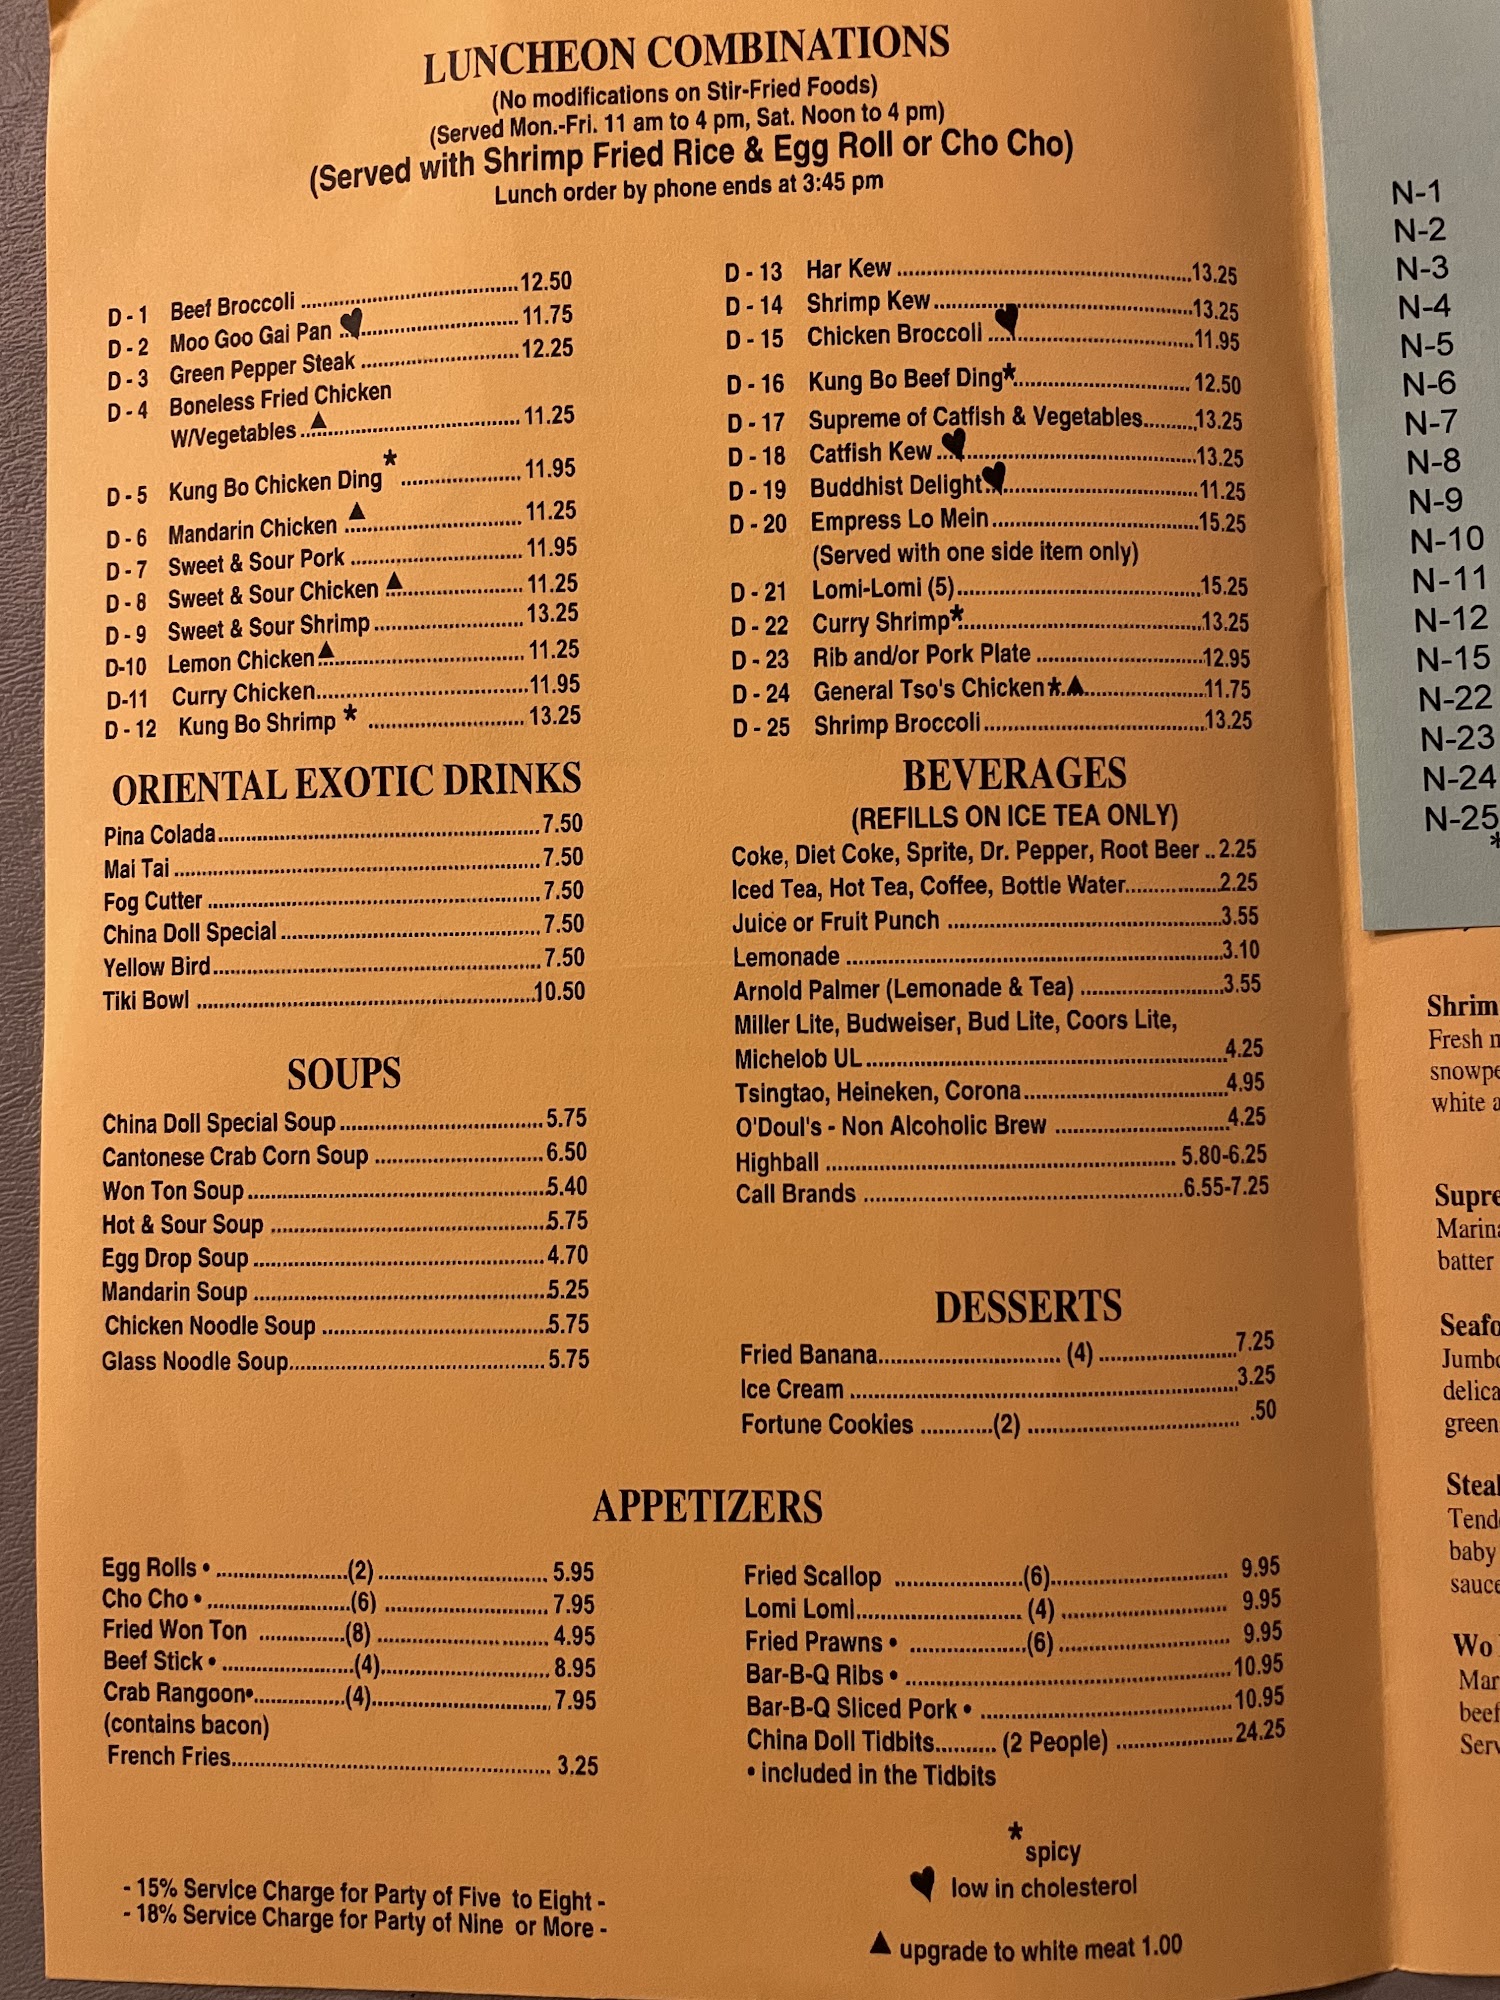 LUNCHEON COMBINATIONS
(No modifications on Stir-Fried Foods)
(Served Mon.-Fri. 11 am to 4 pm, Sat. Noon to 4 pm)
(Served with Shrimp Fried Rice & Egg Roll or Cho Cho)
Lunch order by phone ends at 3:45 pm
D - 1 Beef Broccoli ........ 12.50
D - 2 Moo Goo Gai Pan ♥ ........ 11.75
D - 3 Green Pepper Steak ........ 12.25
D - 4 Boneless Fried Chicken
W/Vegetables ▲ ........ 11.25
D - 5 Kung Bo Chicken Ding * ........ 11.95
D - 6 Mandarin Chicken ▲ ........ 11.25
D - 7 Sweet & Sour Pork ........ 11.95
D - 8 Sweet & Sour Chicken ▲ ........ 11.25
D - 9 Sweet & Sour Shrimp ........ 13.25
D-10 Lemon Chicken ▲ ........ 11.25
D-11 Curry Chicken ........ 11.95
D - 12 Kung Bo Shrimp * ........ 13.25
D - 13 Har Kew ........ 13.25
D - 14 Shrimp Kew ........ 13.25
D - 15 Chicken Broccoli ♥ ........ 11.95
D - 16 Kung Bo Beef Ding* ........ 12.50
D - 17 Supreme of Catfish & Vegetables ........ 13.25
D - 18 Catfish Kew ♥ ........ 13.25
D - 19 Buddhist Delight ♥ ........ 11.25
D - 20 Empress Lo Mein ........ 15.25
(Served with one side item only)
D - 21 Lomi-Lomi (5) ........ 15.25
D - 22 Curry Shrimp* ........ 13.25
D - 23 Rib and/or Pork Plate ........ 12.95
D - 24 General Tso's Chicken* ▲ ........ 11.75
D - 25 Shrimp Broccoli ........ 13.25
ORIENTAL EXOTIC DRINKS
Pina Colada ........ 7.50
Mai Tai ........ 7.50
Fog Cutter ........ 7.50
China Doll Special ........ 7.50
Yellow Bird ........ 7.50
Tiki Bowl ........ 10.50
BEVERAGES
(REFILLS ON ICE TEA ONLY)
Coke, Diet Coke, Sprite, Dr. Pepper, Root Beer .. 2.25
Iced Tea, Hot Tea, Coffee, Bottle Water ........ 2.25
Juice or Fruit Punch ........ 3.55
Lemonade ........ 3.10
Arnold Palmer (Lemonade & Tea) ........ 3.55
Miller Lite, Budweiser, Bud Lite, Coors Lite,
Michelob UL ........ 4.25
Tsingtao, Heineken, Corona ........ 4.95
O'Doul's - Non Alcoholic Brew ........ 4.25
Highball ........ 5.80-6.25
Call Brands ........ 6.55-7.25
SOUPS
China Doll Special Soup ........ 5.75
Cantonese Crab Corn Soup ........ 6.50
Won Ton Soup ........ 5.40
Hot & Sour Soup ........ 5.75
Egg Drop Soup ........ 4.70
Mandarin Soup ........ 5.25
Chicken Noodle Soup ........ 5.75
Glass Noodle Soup ........ 5.75
DESSERTS
Fried Banana ........ (4) ........ 7.25
Ice Cream ........ 3.25
Fortune Cookies ........ (2) ........ .50
APPETIZERS
Egg Rolls • ........ (2) ........ 5.95
Cho Cho • ........ (6) ........ 7.95
Fried Won Ton ........ (8) ........ 4.95
Beef Stick • ........ (4) ........ 8.95
Crab Rangoon • ........ (4) ........ 7.95
(contains bacon)
French Fries ........ 3.25
Fried Scallop ........ (6) ........ 9.95
Lomi Lomi ........ (4) ........ 9.95
Fried Prawns • ........ (6) ........ 9.95
Bar-B-Q Ribs • ........ 10.95
Bar-B-Q Sliced Pork • ........ 10.95
China Doll Tidbits ........ (2 People) ........ 24.25
• included in the Tidbits
* spicy
♥ low in cholesterol
▲ upgrade to white meat 1.00
- 15% Service Charge for Party of Five to Eight -
- 18% Service Charge for Party of Nine or More -
N-1
N-2
N-3
N-4
N-5
N-6
N-7
N-8
N-9
N-10
N-11
N-12
N-15
N-22
N-23
N-24
N-25
*
Shrim
Fresh
snowpe
white
Supre
Marina
batter
Seafo
Jumbo
delica
green
Steak
Tende
baby
sauce
Wo
Mar
beef
Serv